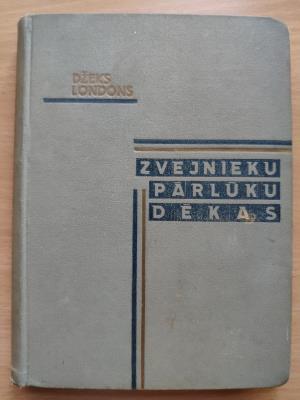 DŽEKS
LONDONS
ZVEJNIEKU
PĀRLŪKU
DĒKAS